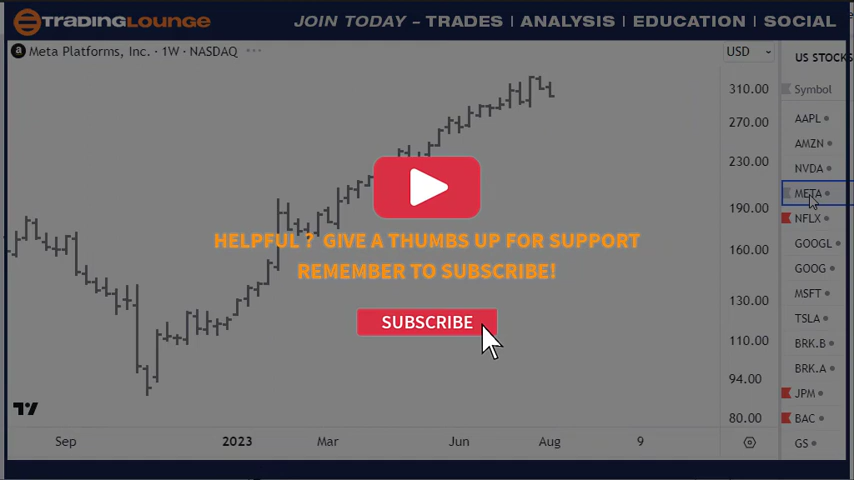 TRADINGLOUNGE
JOIN TODAY – TRADES | ANALYSIS | EDUCATION | SOCIAL
Meta Platforms, Inc. · 1W · NASDAQ ···
USD
US STOCKS
Symbol
310.00
270.00
230.00
190.00
160.00
130.00
110.00
94.00
80.00
AAPL
AMZN
NVDA
META
NFLX
GOOGL
GOOG
MSFT
TSLA
BRK.B
BRK.A
JPM
BAC
GS
HELPFUL ? GIVE A THUMBS UP FOR SUPPORT
REMEMBER TO SUBSCRIBE!
SUBSCRIBE
Sep
2023
Mar
Jun
Aug
9